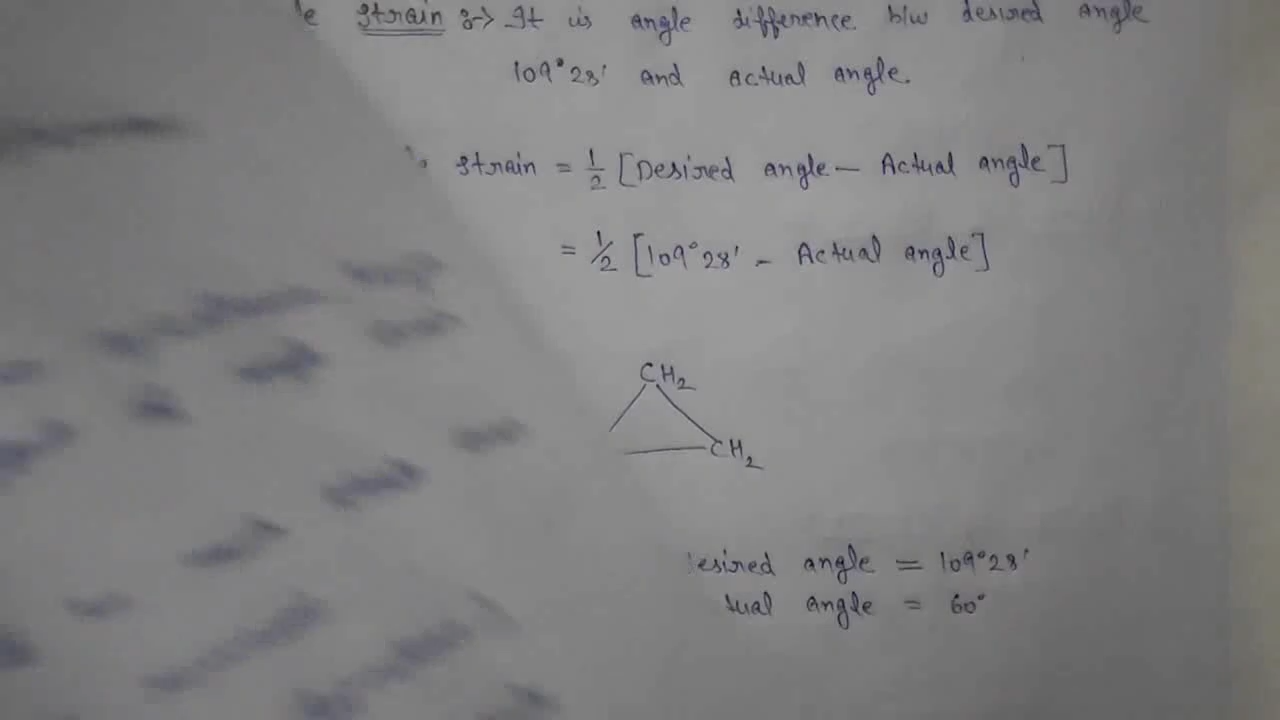 strain :-> It is angle difference b/w desired angle
109°28' and actual angle.
strain = 1/2 [Desired angle - Actual angle]
= 1/2 [109°28' - Actual angle]
CH2
CH2
esired angle = 109°28'
tual angle = 60°